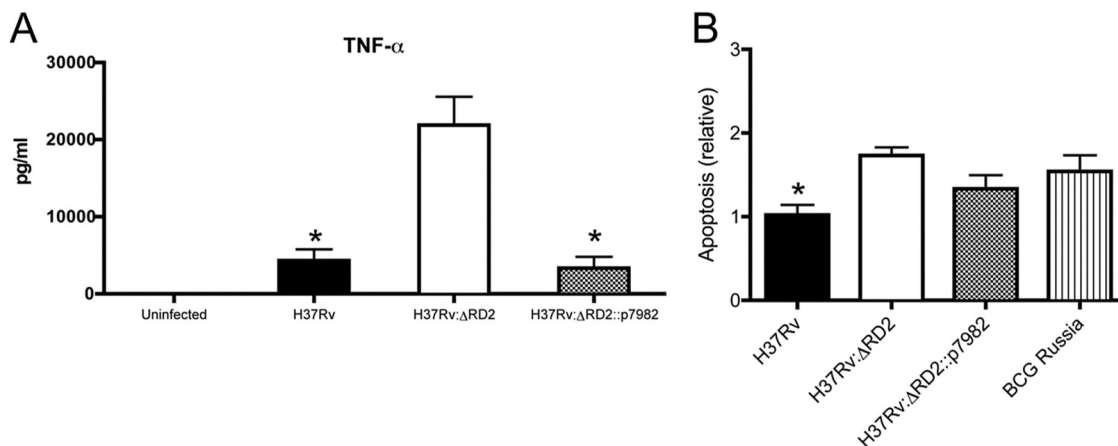 A
TNF-α
30000
20000
10000
0
pg/ml
*
*
Uninfected
H37Rv
H37Rv:ΔRD2
H37Rv:ΔRD2::p7982
B
3
2
1
0
Apoptosis (relative)
*
H37Rv
H37Rv:ΔRD2
H37Rv:ΔRD2::p7982
BCG Russia